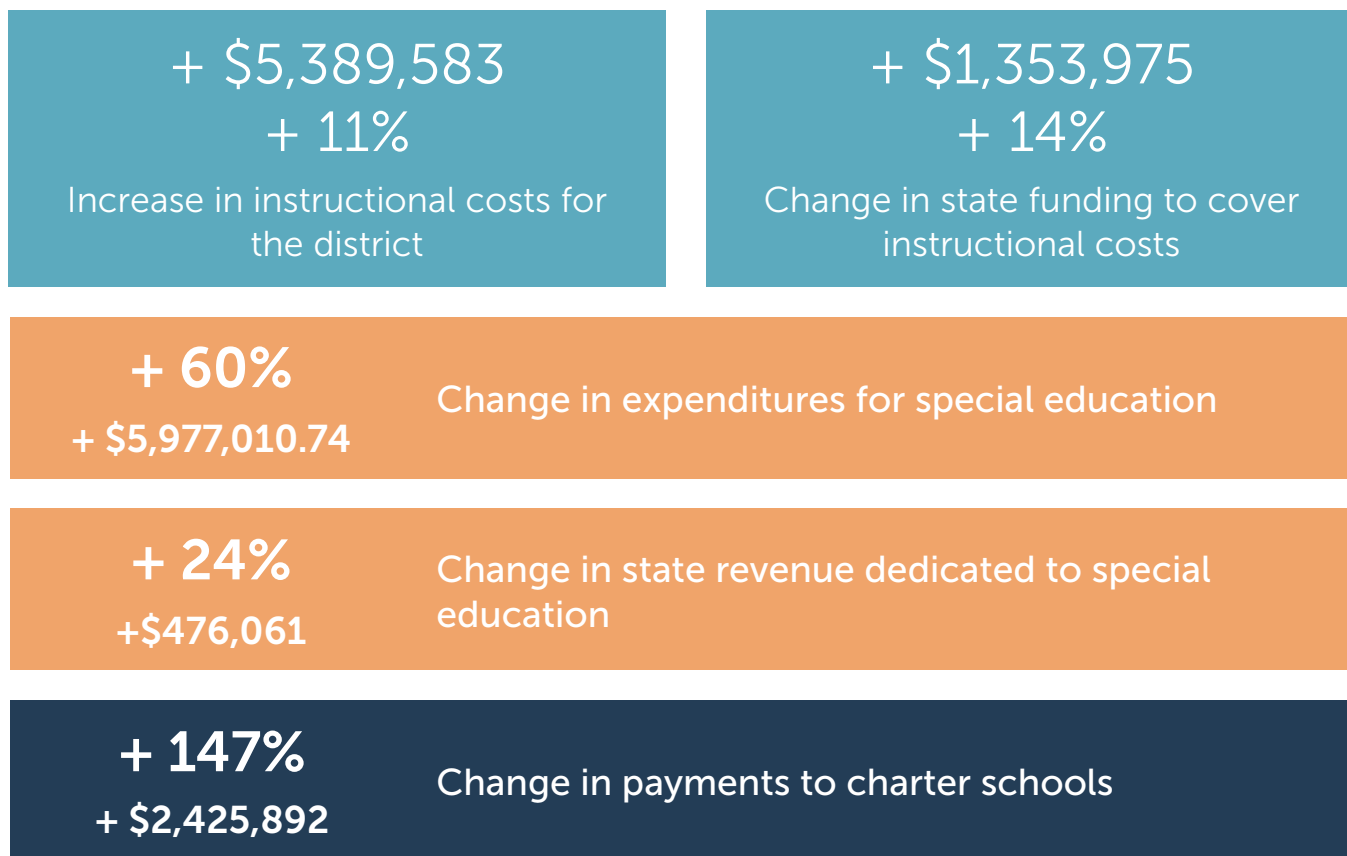 + $5,389,583
+ 11%
Increase in instructional costs for
the district
+ $1,353,975
+ 14%
Change in state funding to cover
instructional costs
+ 60%
+ $5,977,010.74
Change in expenditures for special education
+ 24%
+$476,061
Change in state revenue dedicated to special
education
+ 147%
+ $2,425,892
Change in payments to charter schools